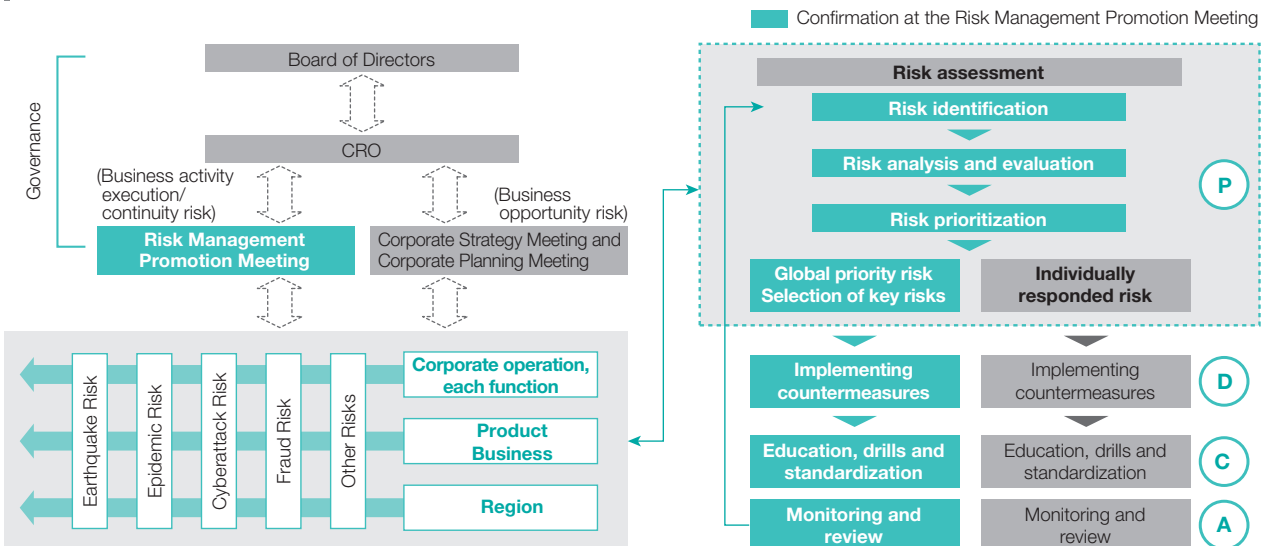 Confirmation at the Risk Management Promotion Meeting
Governance
Board of Directors
CRO
(Business activity
execution/
continuity risk)
(Business
opportunity risk)
Risk Management
Promotion Meeting
Corporate Strategy Meeting and
Corporate Planning Meeting
Earthquake Risk
Epidemic Risk
Cyberattack Risk
Fraud Risk
Other Risks
Corporate operation,
each function
Product
Business
Region
Risk assessment
Risk identification
Risk analysis and evaluation
Risk prioritization
Global priority risk
Selection of key risks
Individually
responded risk
P
Implementing
countermeasures
Implementing
countermeasures
D
Education, drills and
standardization
Education, drills and
standardization
C
Monitoring and
review
Monitoring and
review
A